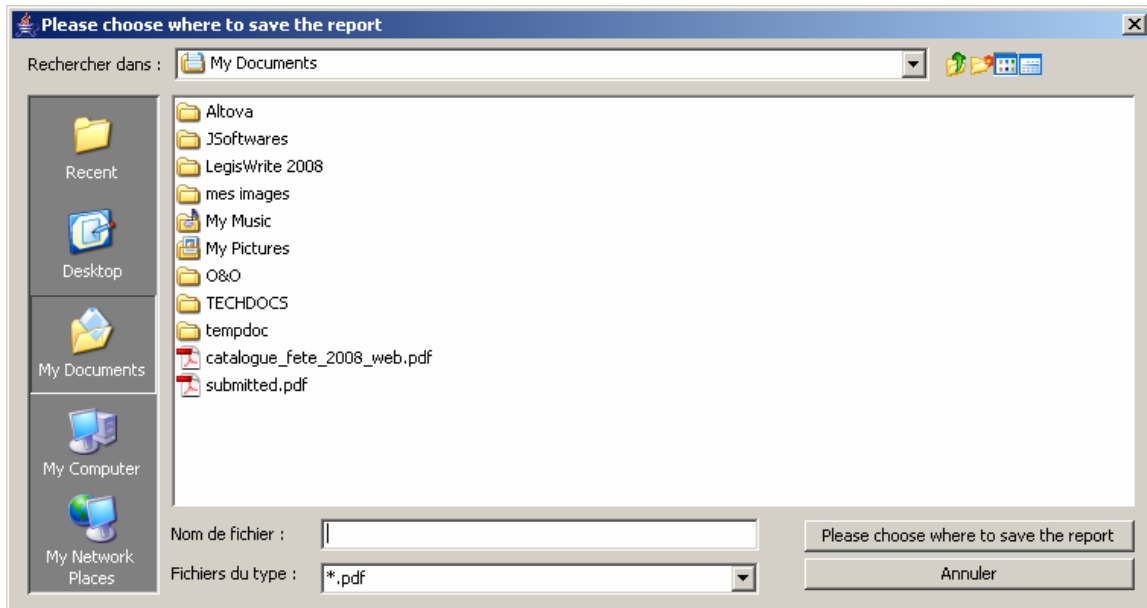 Please choose where to save the report
Rechercher dans :
My Documents
Recent
Desktop
My Documents
My Computer
My Network
Places
Altova
JSoftwares
LegisWrite 2008
mes images
My Music
My Pictures
O&O
TECHDOCS
tempdoc
catalogue_fete_2008_web.pdf
submitted.pdf
Nom de fichier :
Please choose where to save the report
Fichiers du type :
*.pdf
Annuler